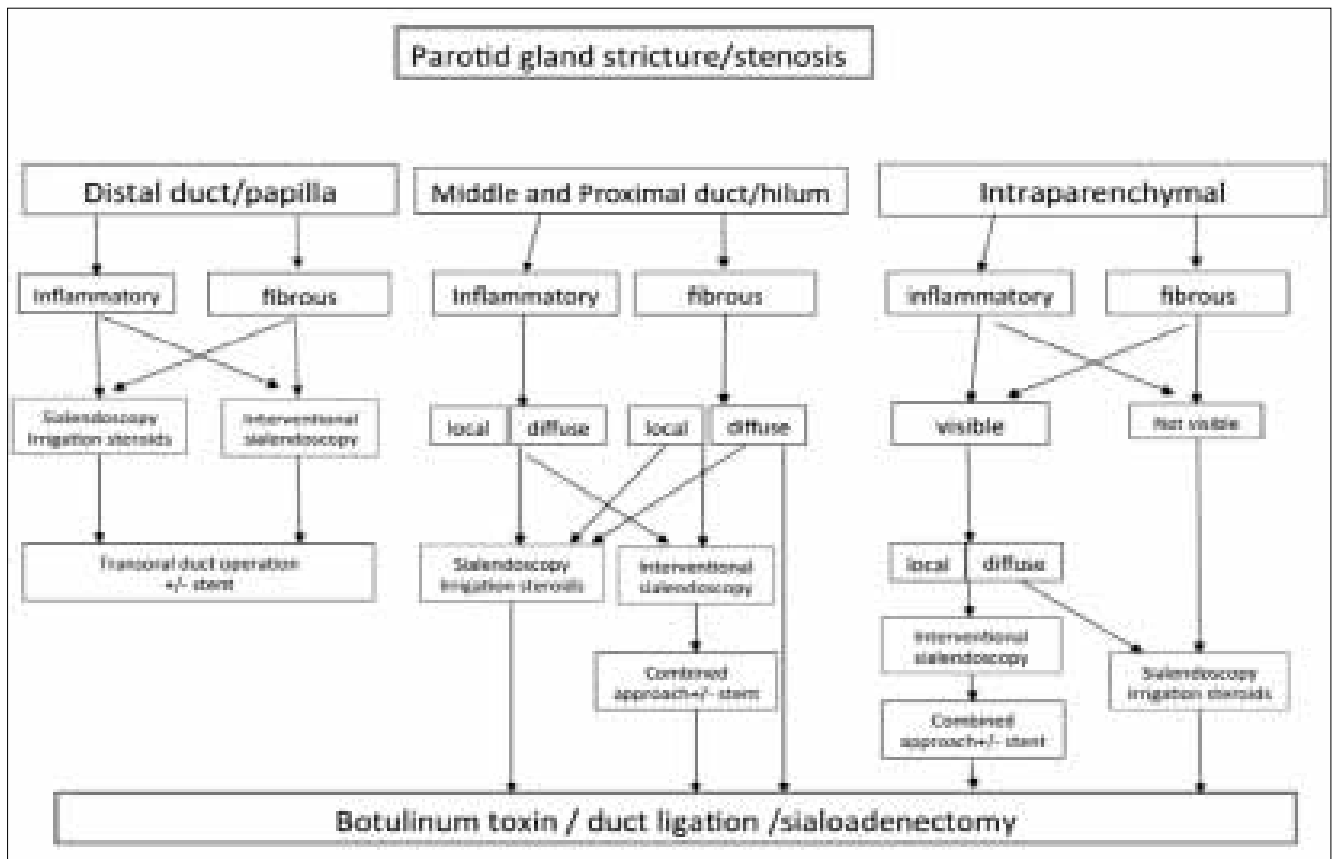 Parotid gland stricture/stenosis
Distal duct/papilla
Middle and Proximal duct/hilum
Intraparenchymal
Inflammatory
fibrous
Inflammatory
fibrous
inflammatory
fibrous
Sialendoscopy
Irrigation steroids
Interventional
sialendoscopy
local
diffuse
local
diffuse
visible
Not visible
Transoral duct operation
+/- stent
Sialendoscopy
Irrigation steroids
Interventional
sialendoscopy
local
diffuse
Combined
approach+/- stent
Interventional
sialendoscopy
Sialendoscopy
irrigation steroids
Combined
approach+/- stent
Botulinum toxin / duct ligation /sialoadenectomy